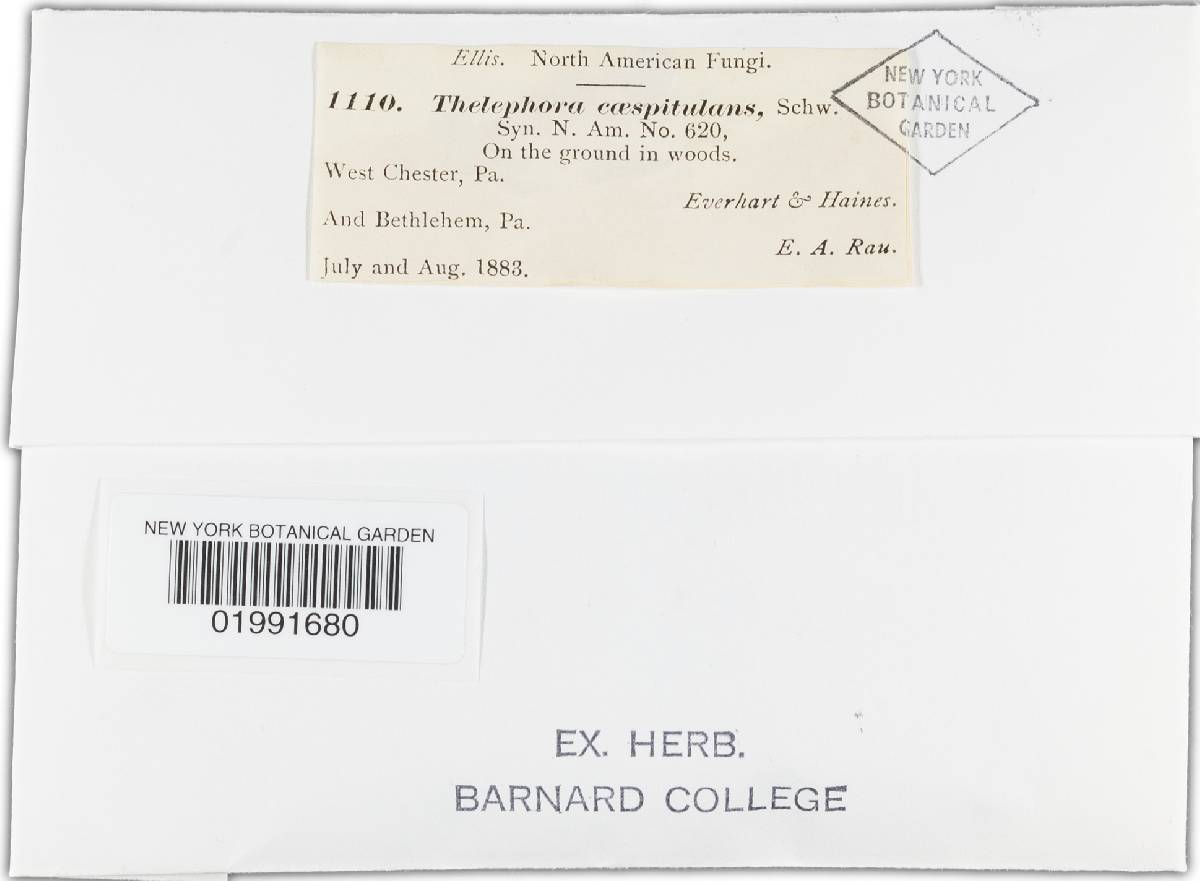 Ellis. North American Fungi.
1110. Thelephora cæspitulans, Schw.
Syn. N. Am. No. 620,
On the ground in woods.
West Chester, Pa.
Everhart & Haines.
And Bethlehem, Pa.
E. A. Rau.
July and Aug. 1883.
NEW YORK
BOTANICAL
GARDEN
NEW YORK BOTANICAL GARDEN
01991680
EX. HERB.
BARNARD COLLEGE